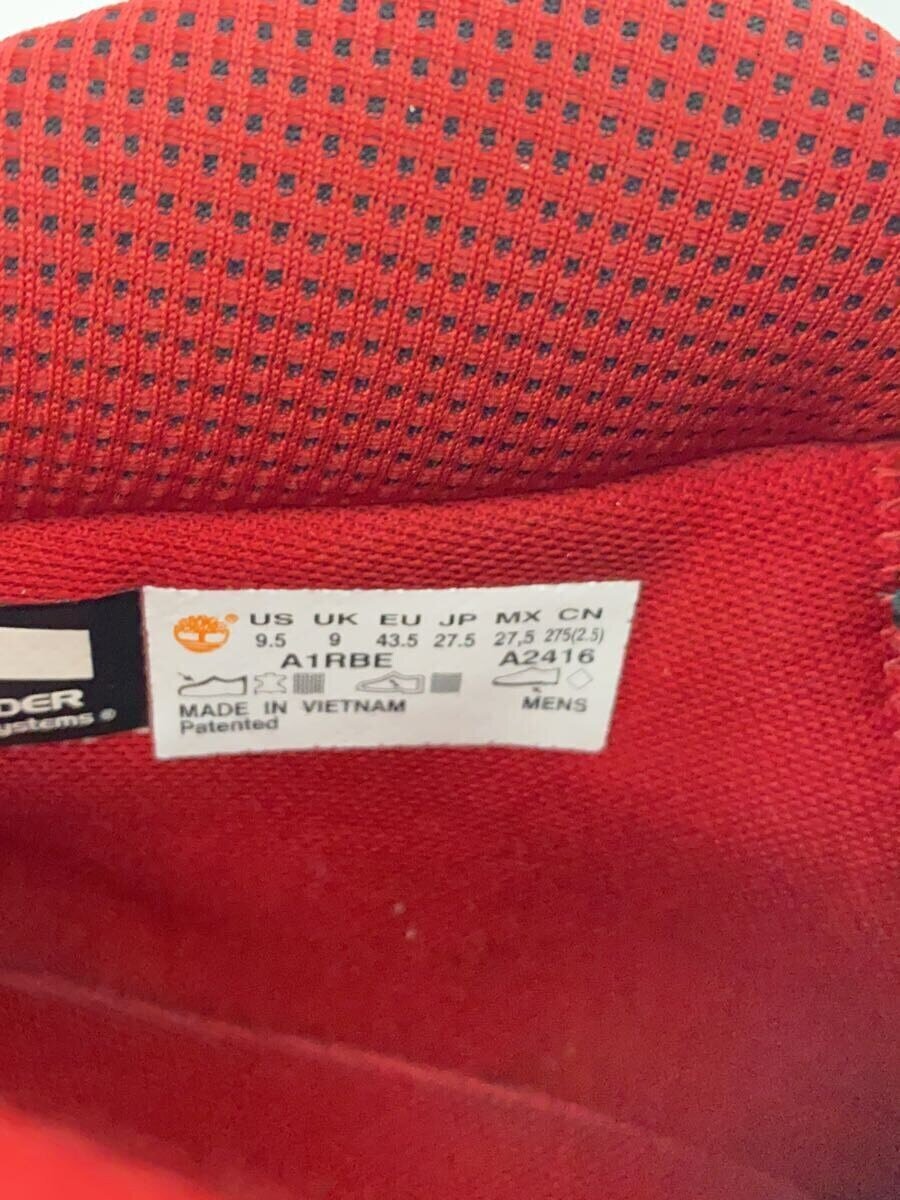 US UK EU JP MX CN
9.5 9 43.5 27.5 27,5 275(2.5)
A1RBE A2416
MADE IN VIETNAM MENS
Patented
DER
ystems®